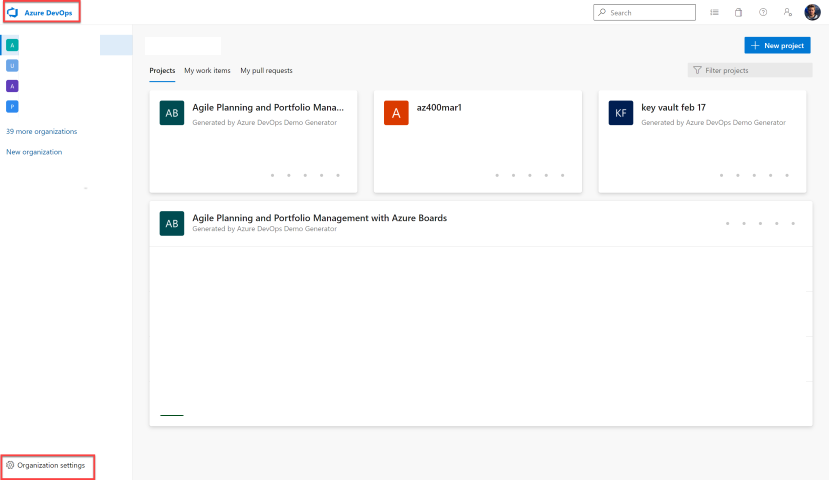 Azure DevOps
Search
A
U
A
P
39 more organizations
New organization
New project
Projects
My work items
My pull requests
Filter projects
AB
Agile Planning and Portfolio Mana...
Generated by Azure DevOps Demo Generator
A
az400mar1
KF
key vault feb 17
Generated by Azure DevOps Demo Generator
AB
Agile Planning and Portfolio Management with Azure Boards
Generated by Azure DevOps Demo Generator
Organization settings